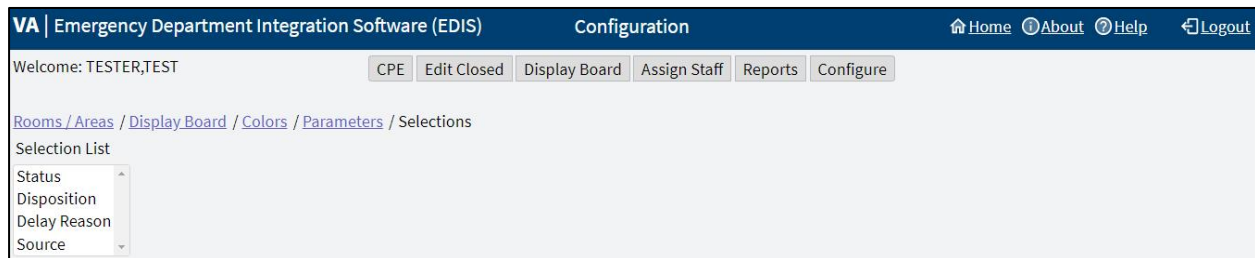 VA | Emergency Department Integration Software (EDIS) Configuration Home About Help Logout
Welcome: TESTER,TEST CPE Edit Closed Display Board Assign Staff Reports Configure
Rooms / Areas / Display Board / Colors / Parameters / Selections
Selection List
Status
Disposition
Delay Reason
Source